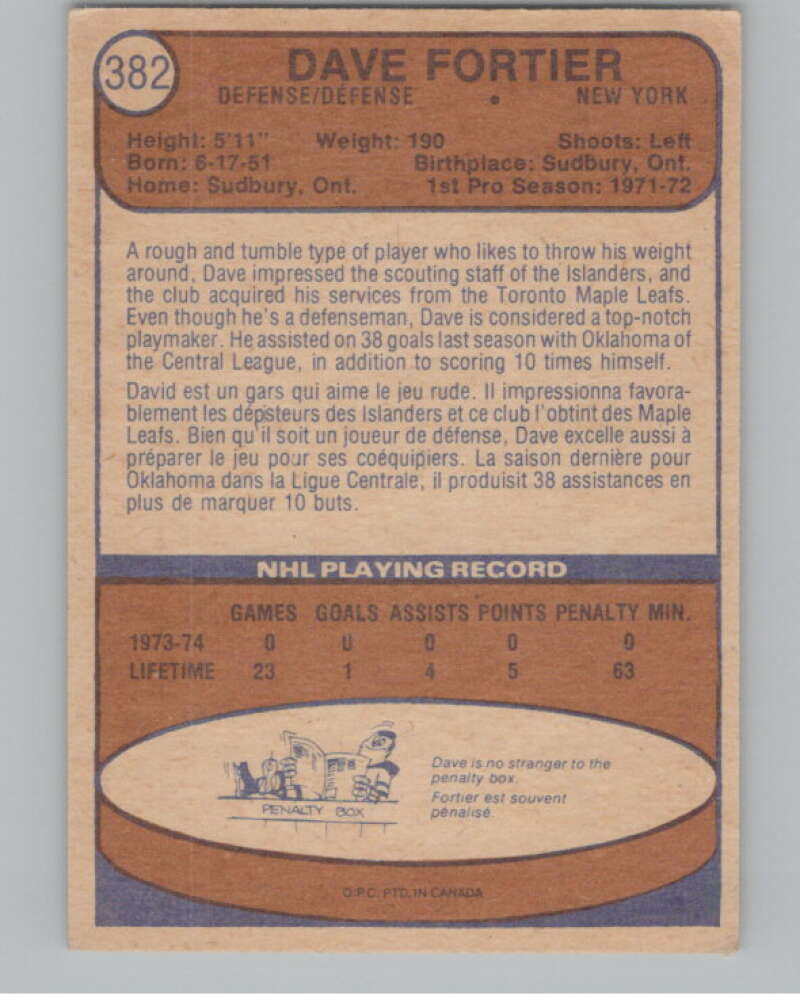 382
DAVE FORTIER
DEFENSE/DÉFENSE • NEW YORK
Height: 5'11" Weight: 190 Shoots: Left
Born: 6-17-51 Birthplace: Sudbury, Ont.
Home: Sudbury, Ont. 1st Pro Season: 1971-72
A rough and tumble type of player who likes to throw his weight
around, Dave impressed the scouting staff of the Islanders, and
the club acquired his services from the Toronto Maple Leafs.
Even though he's a defenseman, Dave is considered a top-notch
playmaker. He assisted on 38 goals last season with Oklahoma of
the Central League, in addition to scoring 10 times himself.
David est un gars qui aime le jeu rude. Il impressionna favora-
blement les dépisteurs des Islanders et ce club l'obtint des Maple
Leafs. Bien qu'il soit un joueur de défense, Dave excelle aussi à
préparer le jeu pour ses coéquipiers. La saison dernière pour
Oklahoma dans la Ligue Centrale, il produisit 38 assistances en
plus de marquer 10 buts.
NHL PLAYING RECORD
GAMES GOALS ASSISTS POINTS PENALTY MIN.
1973-74 0 0 0 0 0
LIFETIME 23 1 4 5 63
Dave is no stranger to the
penalty box.
Fortier est souvent
pénalisé.
PENALTY BOX
O.P.C. PTD. IN CANADA